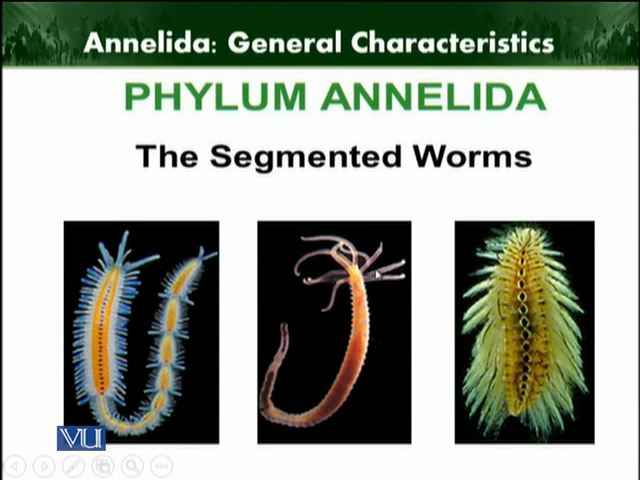 Annelida: General Characteristics
PHYLUM ANNELIDA
The Segmented Worms
VU